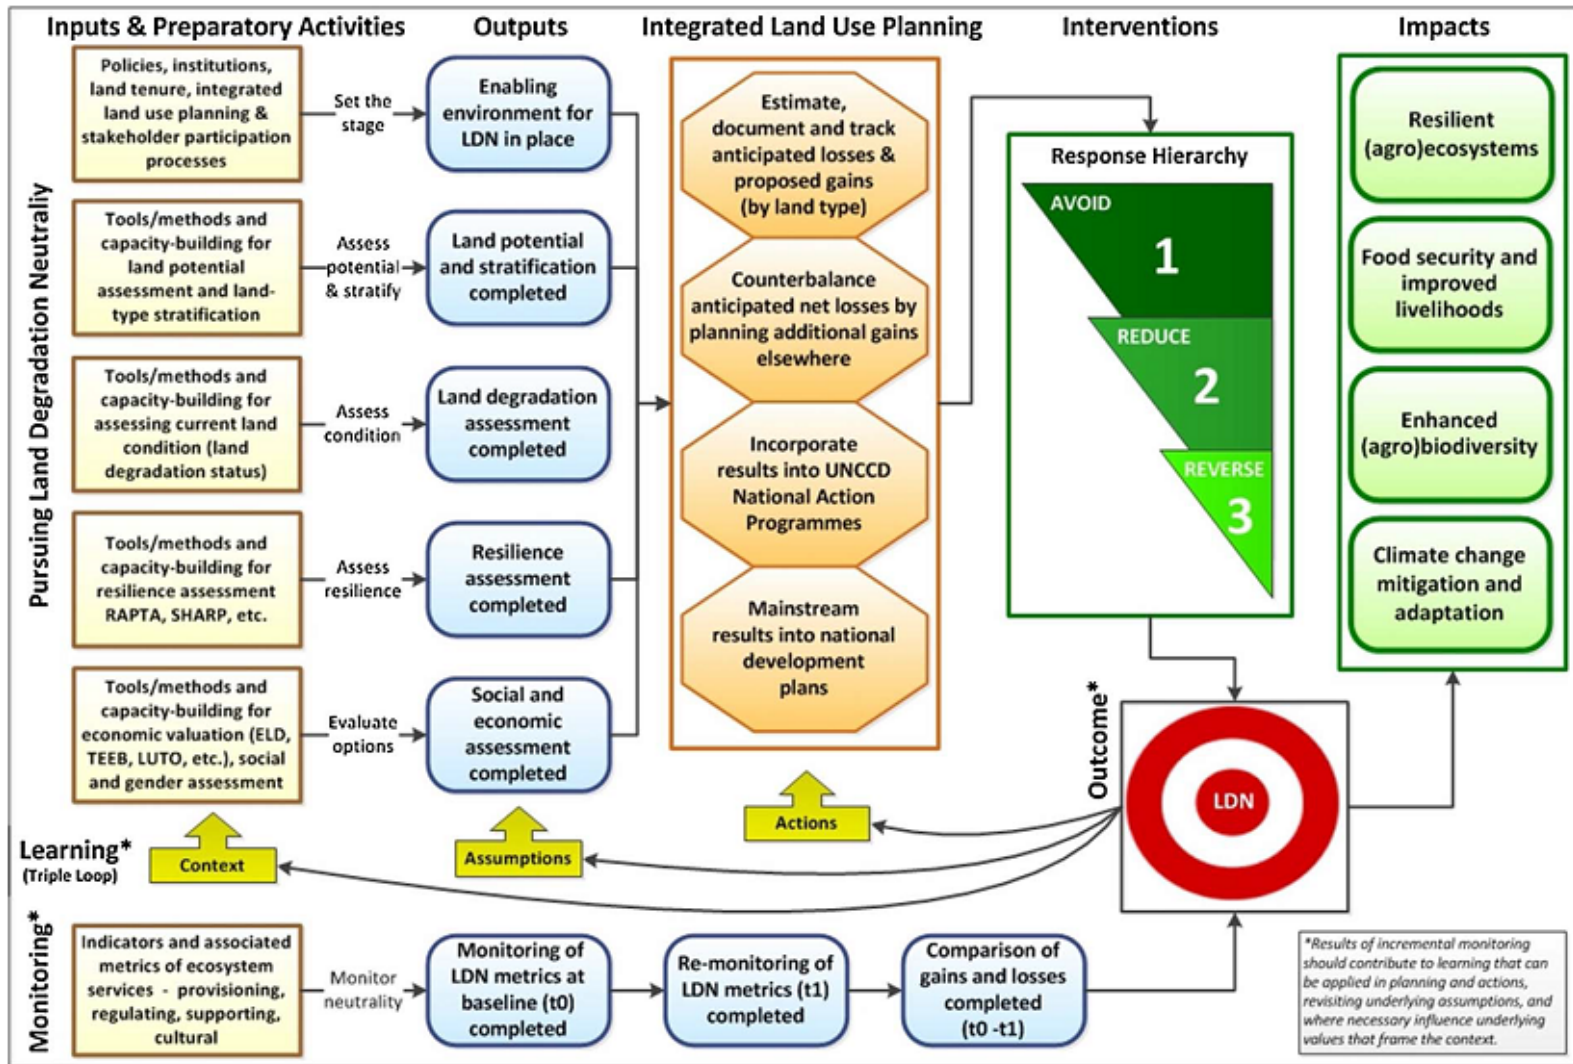 Inputs & Preparatory Activities
Outputs
Integrated Land Use Planning
Interventions
Impacts
Pursuing Land Degradation Neutraliy
Policies, institutions,
land tenure, integrated
land use planning &
stakeholder participation
processes
Set the
stage
Enabling
environment for
LDN in place
Tools/methods and
capacity-building for
land potential
assessment and land-
type stratification
Assess
potential
& stratify
Land potential
and stratification
completed
Tools/methods and
capacity-building for
assessing current land
condition (land
degradation status)
Assess
condition
Land degradation
assessment
completed
Tools/methods and
capacity-building for
resilience assessment
RAPTA, SHARP, etc.
Assess
resilience
Resilience
assessment
completed
Tools/methods and
capacity-building for
economic valuation (ELD,
TEEB, LUTO, etc.), social
and gender assessment
Evaluate
options
Social and
economic
assessment
completed
Estimate,
document and track
anticipated losses &
proposed gains
(by land type)
Counterbalance
anticipated net losses by
planning additional gains
elsewhere
Incorporate
results into UNCCD
National Action
Programmes
Mainstream
results into national
development
plans
Response Hierarchy
AVOID
1
REDUCE
2
REVERSE
3
Resilient
(agro)ecosystems
Food security and
improved
livelihoods
Enhanced
(agro)biodiversity
Climate change
mitigation and
adaptation
Outcome*
LDN
Learning*
(Triple Loop)
Context
Assumptions
Actions
Monitoring*
Indicators and associated
metrics of ecosystem
services - provisioning,
regulating, supporting,
cultural
Monitor
neutrality
Monitoring of
LDN metrics at
baseline (t0)
completed
Re-monitoring of
LDN metrics (t1)
completed
Comparison of
gains and losses
completed
(t0 -t1)
*Results of incremental monitoring
should contribute to learning that can
be applied in planning and actions,
revisiting underlying assumptions, and
where necessary influence underlying
values that frame the context.